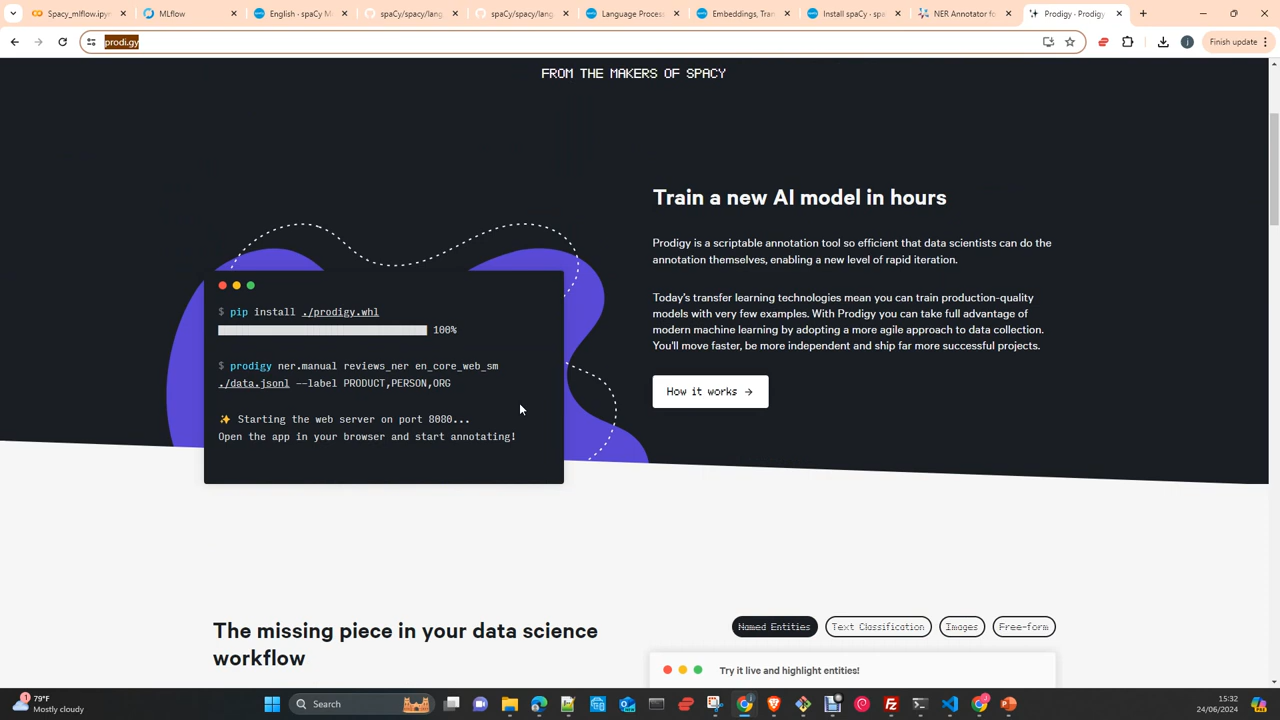 Spacy_mlflow.ipyn
MLflow
English · spaCy M
spaCy/spacy/lang
spaCy/spacy/lang
Language Process
Embeddings, Tran
Install spaCy · spa
NER Annotator fo
Prodigy · Prodigy
prodi.gy
Finish update
FROM THE MAKERS OF SPACY
Train a new AI model in hours
Prodigy is a scriptable annotation tool so efficient that data scientists can do the
annotation themselves, enabling a new level of rapid iteration.
Today's transfer learning technologies mean you can train production-quality
models with very few examples. With Prodigy you can take full advantage of
modern machine learning by adopting a more agile approach to data collection.
You'll move faster, be more independent and ship far more successful projects.
How it works →
$ pip install ./prodigy.whl
100%
$ prodigy ner.manual reviews_ner en_core_web_sm
./data.jsonl --label PRODUCT,PERSON,ORG
✨ Starting the web server on port 8080...
Open the app in your browser and start annotating!
The missing piece in your data science
workflow
Named Entities
Text Classification
Images
Free-form
Try it live and highlight entities!
1
79°F
Mostly cloudy
Search
15:32
24/06/2024